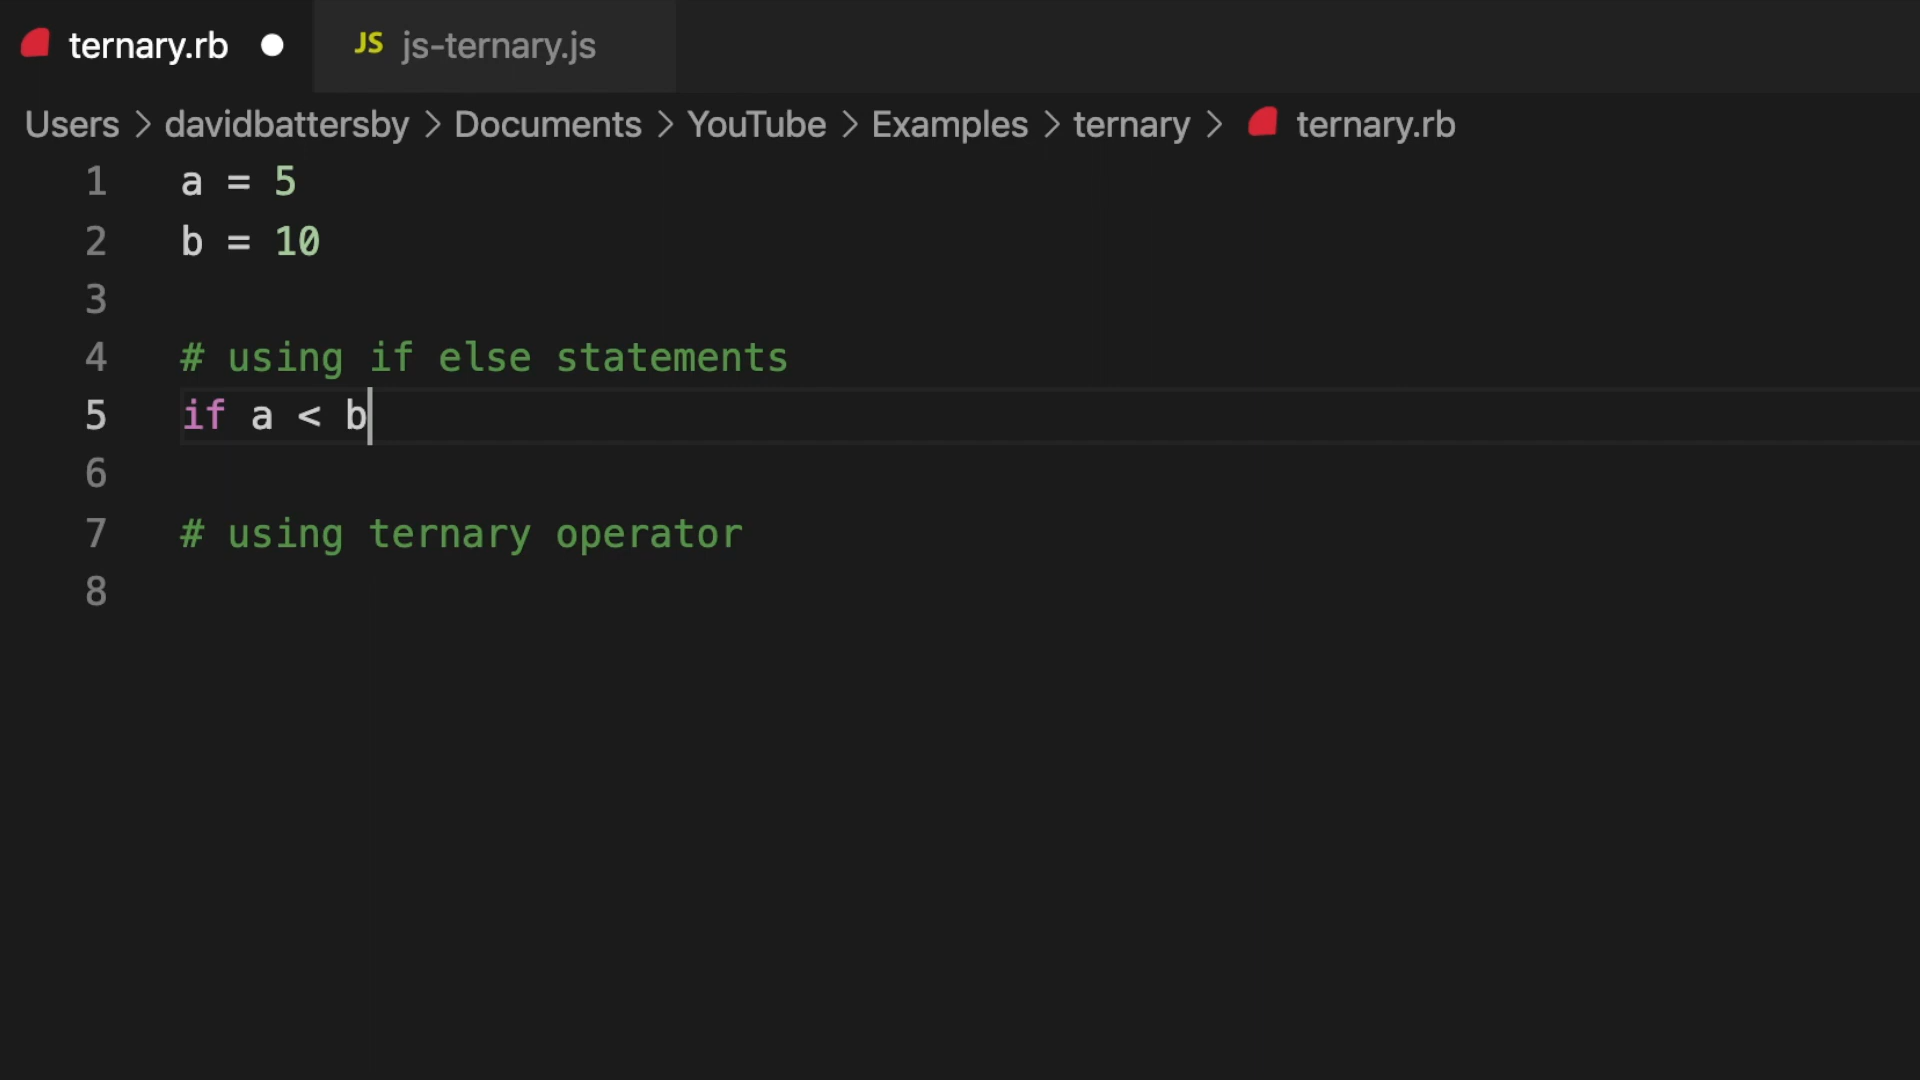 ternary.rb JS js-ternary.js
Users > davidbattersby > Documents > YouTube > Examples > ternary > ternary.rb
1 a = 5
2 b = 10
3
4 # using if else statements
5 if a < b
6
7 # using ternary operator
8